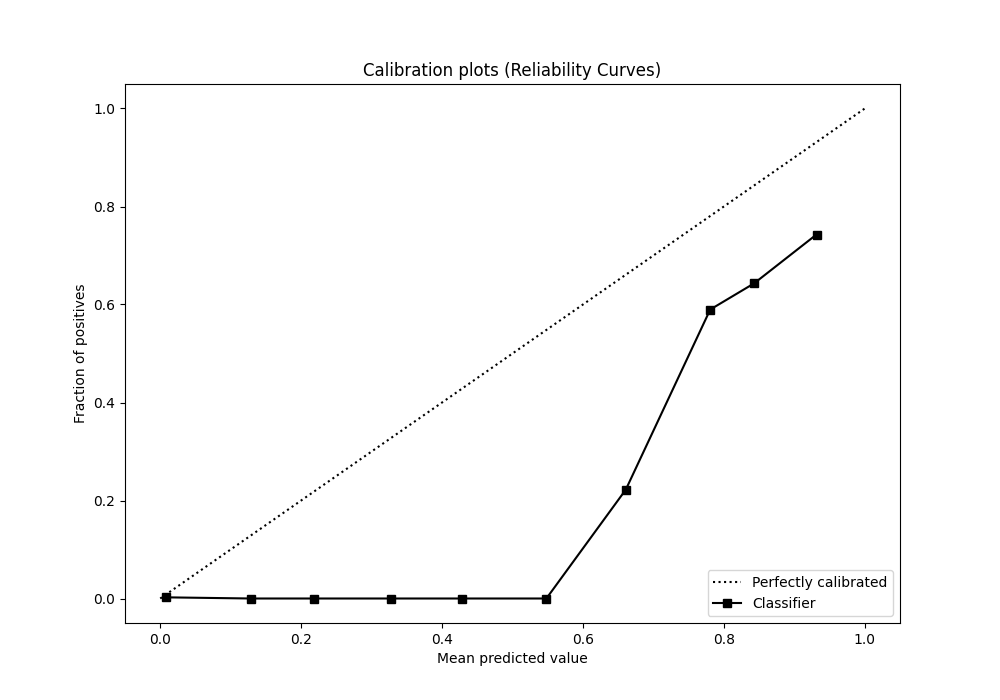 Calibration plots (Reliability Curves)
1.0
0.8
0.6
0.4
0.2
0.0
Fraction of positives
0.0 0.2 0.4 0.6 0.8 1.0
Mean predicted value
Perfectly calibrated
Classifier